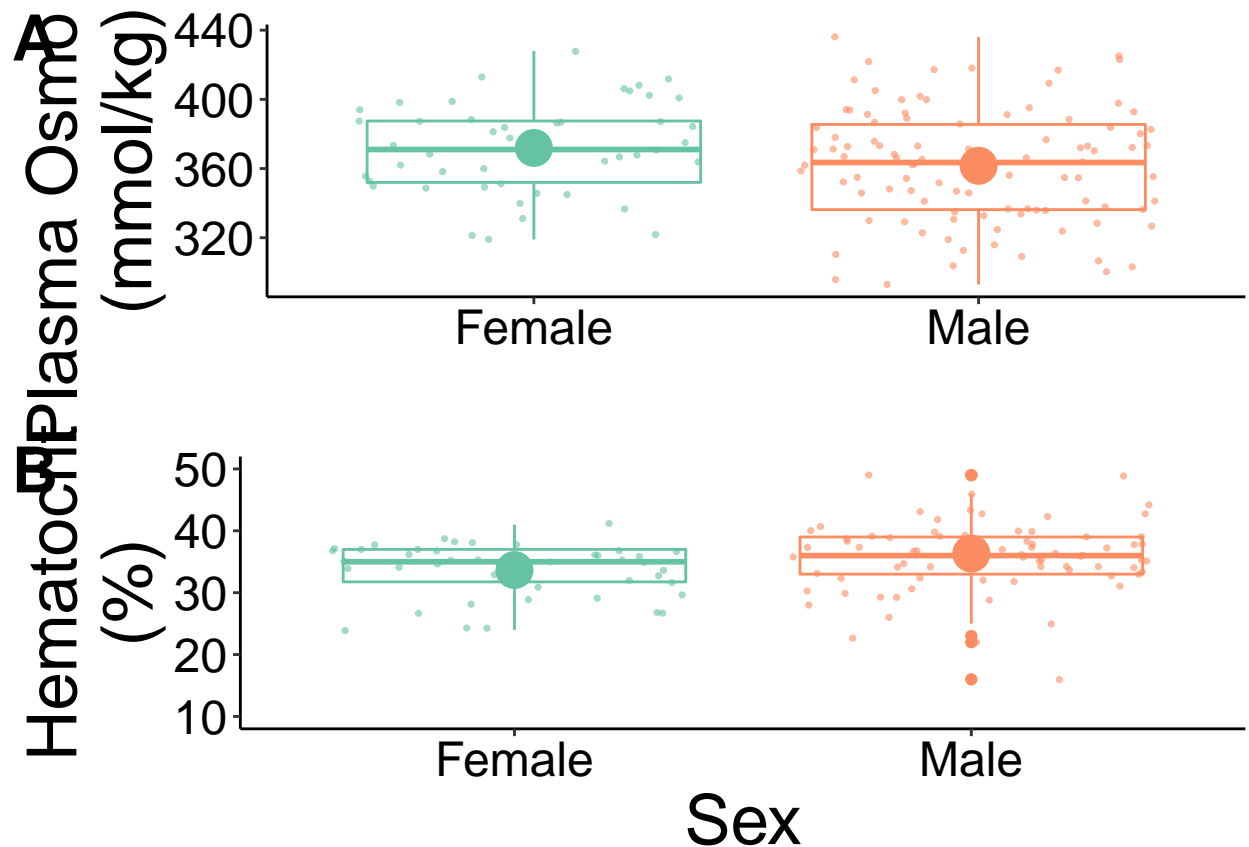 A
Plasma Osmo
(mmol/kg)
440
400
360
320
Female
Male
B
Hematocrit
(%)
50
40
30
20
10
Female
Male
Sex